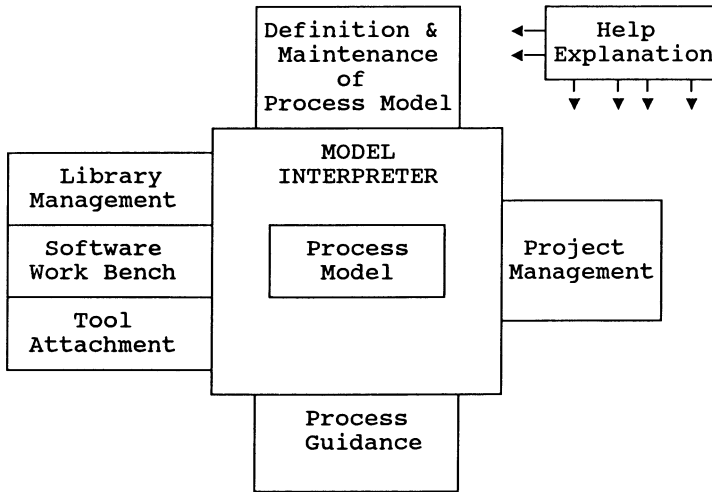 Definition &
Maintenance
of
Process Model
Help
Explanation
MODEL
INTERPRETER
Library
Management
Software
Work Bench
Tool
Attachment
Process
Model
Project
Management
Process
Guidance